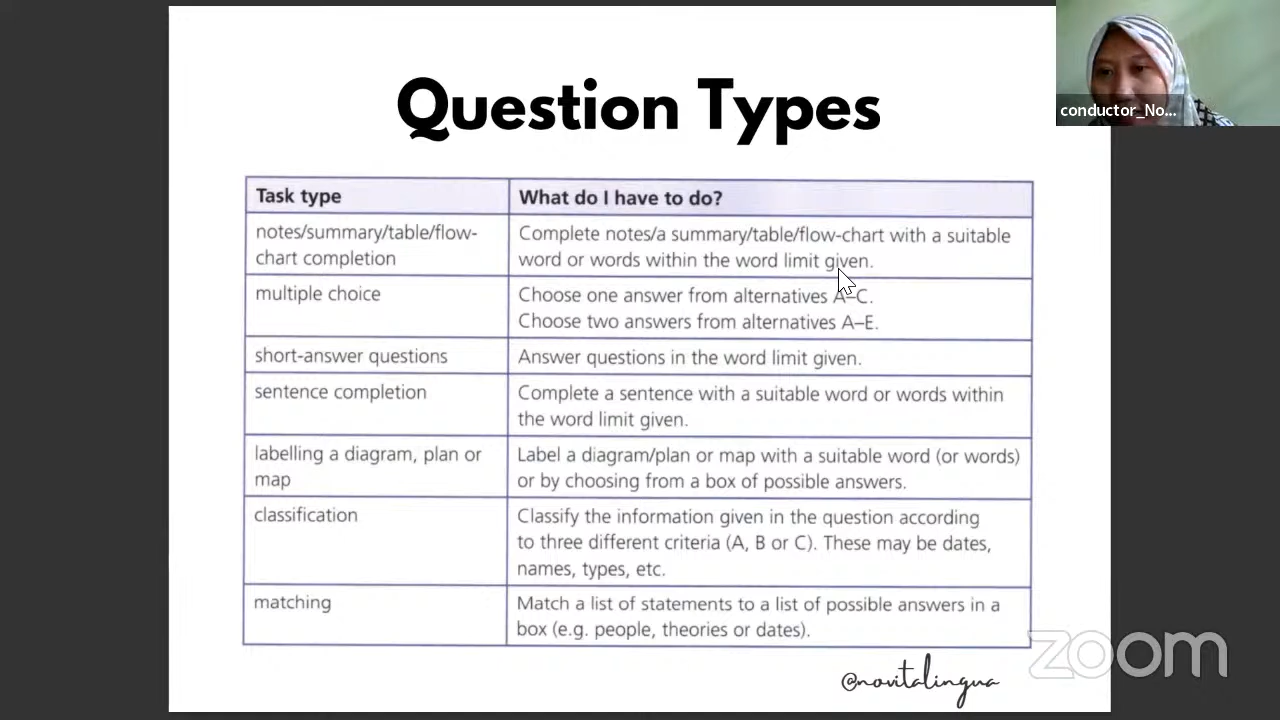 Question Types
conductor_No...
Task type
What do I have to do?
notes/summary/table/flow-
chart completion
Complete notes/a summary/table/flow-chart with a suitable
word or words within the word limit given.
multiple choice
Choose one answer from alternatives A–C.
Choose two answers from alternatives A–E.
short-answer questions
Answer questions in the word limit given.
sentence completion
Complete a sentence with a suitable word or words within
the word limit given.
labelling a diagram, plan or
map
Label a diagram/plan or map with a suitable word (or words)
or by choosing from a box of possible answers.
classification
Classify the information given in the question according
to three different criteria (A, B or C). These may be dates,
names, types, etc.
matching
Match a list of statements to a list of possible answers in a
box (e.g. people, theories or dates).
zoom
@novitalingua